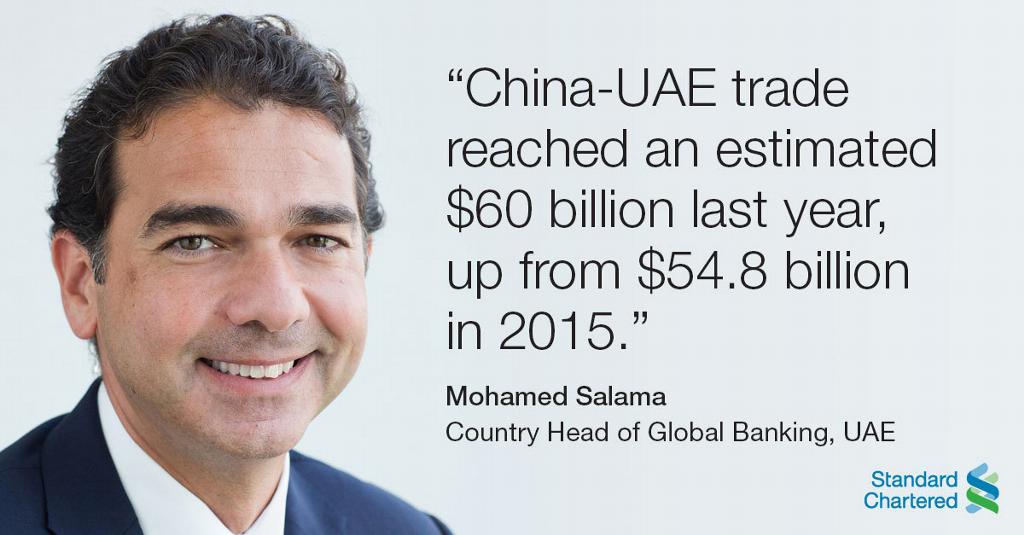 “China-UAE trade
reached an estimated
$60 billion last year,
up from $54.8 billion
in 2015.”
Mohamed Salama
Country Head of Global Banking, UAE
Standard
Chartered